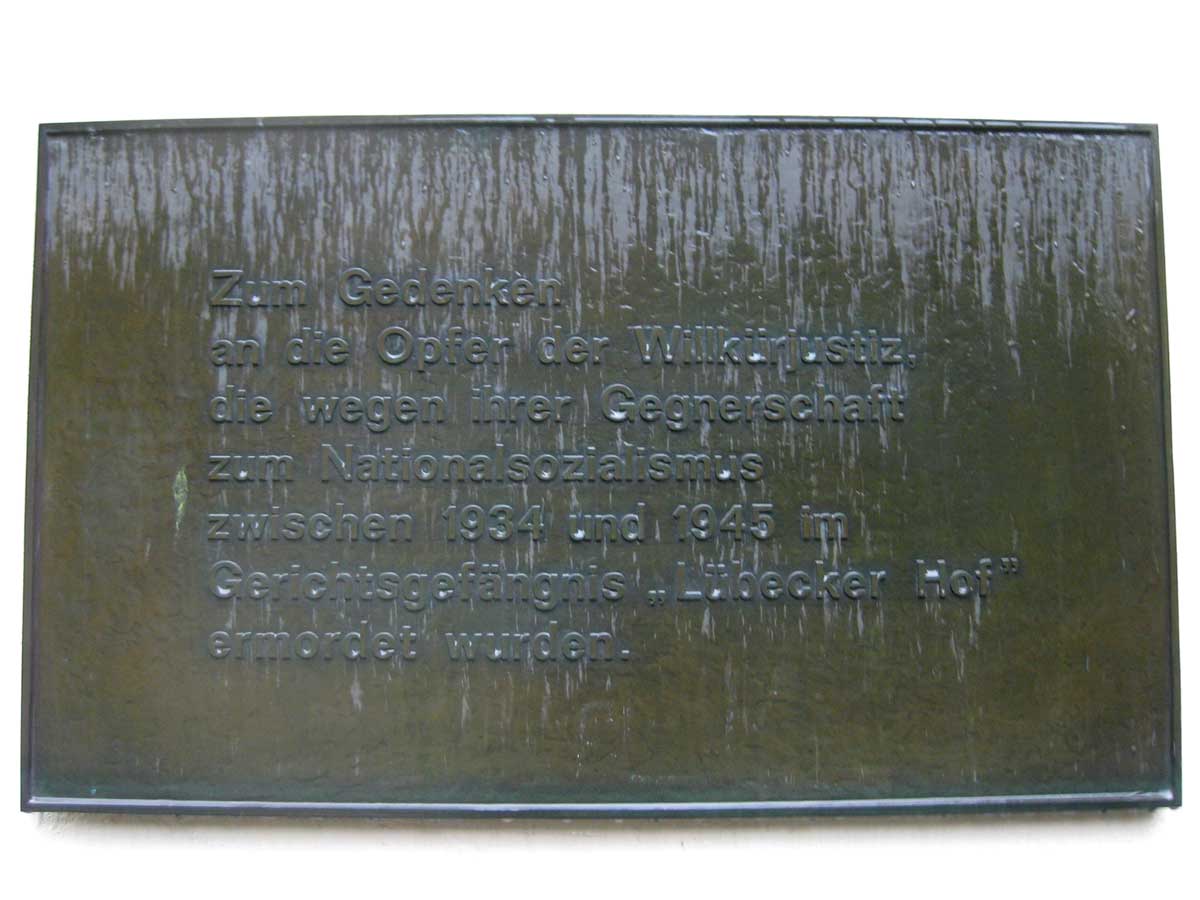 Zum Gedenken
an die Opfer der Willkürjustiz,
die wegen ihrer Gegnerschaft
zum Nationalsozialismus
zwischen 1934 und 1945 im
Gerichtsgefängnis „Lübecker Hof”
ermordet wurden.